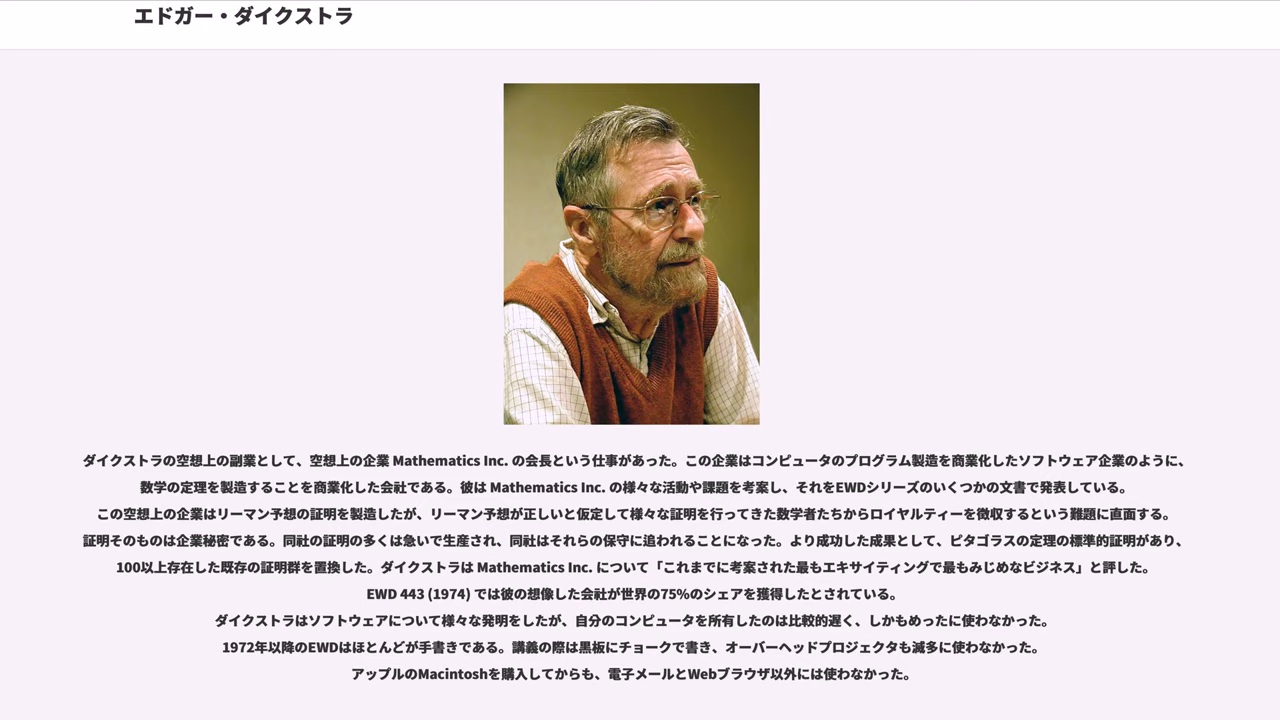 エドガー・ダイクストラ
ダイクストラの空想上の副業として、空想上の企業 Mathematics Inc. の会長という仕事があった。この企業はコンピュータのプログラム製造を商業化したソフトウェア企業のように、
数学の定理を製造することを商業化した会社である。彼は Mathematics Inc. の様々な活動や課題を考案し、それをEWDシリーズのいくつかの文書で発表している。
この空想上の企業はリーマン予想の証明を製造したが、リーマン予想が正しいと仮定して様々な証明を行ってきた数学者たちからロイヤルティーを徴収するという難題に直面する。
証明そのものは企業秘密である。同社の証明の多くは急いで生産され、同社はそれらの保守に追われることになった。より成功した成果として、ピタゴラスの定理の標準的証明があり、
100以上存在した既存の証明群を置換した。ダイクストラは Mathematics Inc. について「これまでに考案された最もエキサイティングで最もみじめなビジネス」と評した。
EWD 443 (1974) では彼の想像した会社が世界の75%のシェアを獲得したとされている。
ダイクストラはソフトウェアについて様々な発明をしたが、自分のコンピュータを所有したのは比較的遅く、しかもめったに使わなかった。
1972年以降のEWDはほとんどが手書きである。講義の際は黒板にチョークで書き、オーバーヘッドプロジェクタも滅多に使わなかった。
アップルのMacintoshを購入してからも、電子メールとWebブラウザ以外には使わなかった。